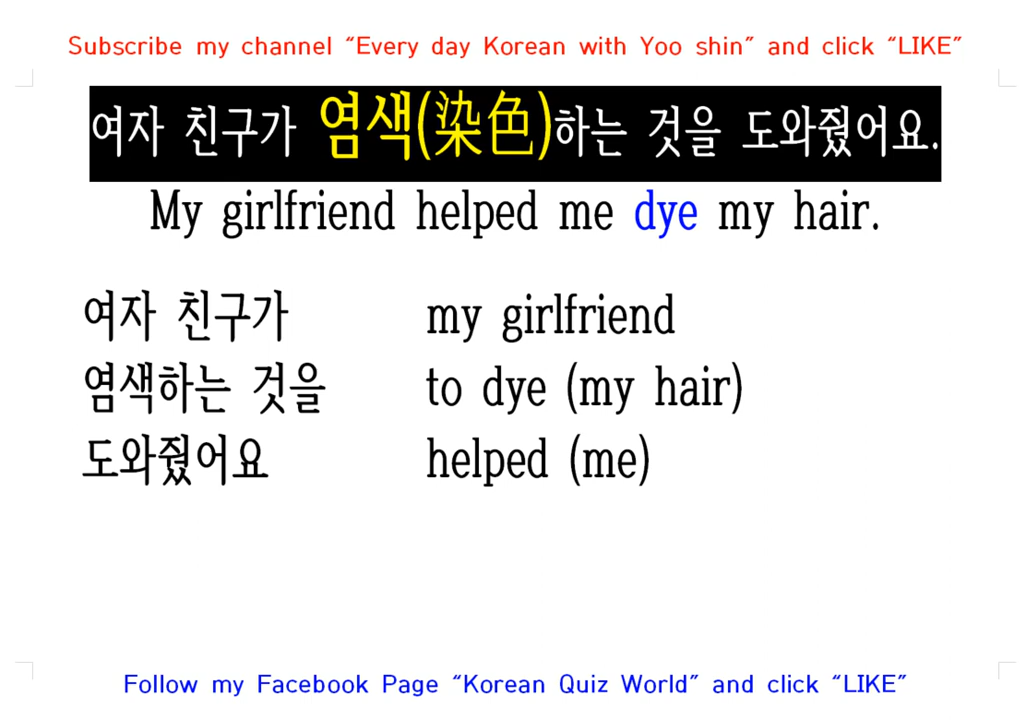 Subscribe my channel “Every day Korean with Yoo shin” and click “LIKE”
여자 친구가 염색(染色)하는 것을 도와줬어요.
My girlfriend helped me dye my hair.
여자 친구가 my girlfriend
염색하는 것을 to dye (my hair)
도와줬어요 helped (me)
Follow my Facebook Page “Korean Quiz World” and click “LIKE”